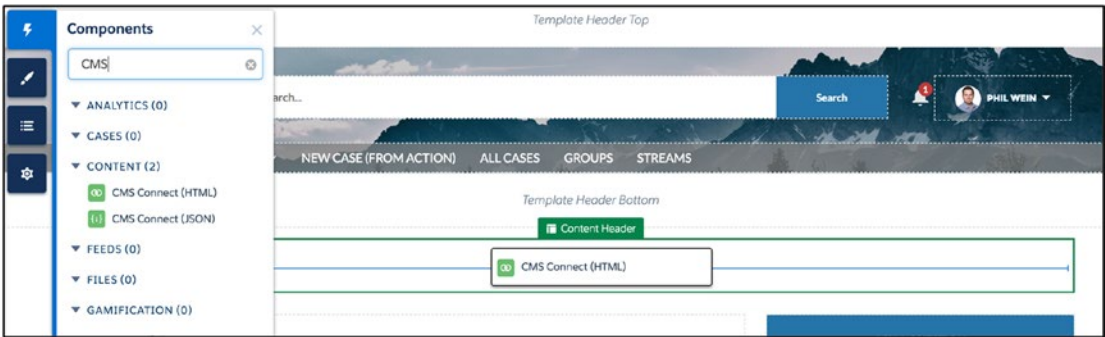 Template Header Top
Components
CMS
arch...
Search
1
PHIL WEIN
ANALYTICS (0)
CASES (0)
CONTENT (2)
NEW CASE (FROM ACTION) ALL CASES GROUPS STREAMS
CMS Connect (HTML)
CMS Connect (JSON)
Template Header Bottom
Content Header
FEEDS (0)
CMS Connect (HTML)
FILES (0)
GAMIFICATION (0)